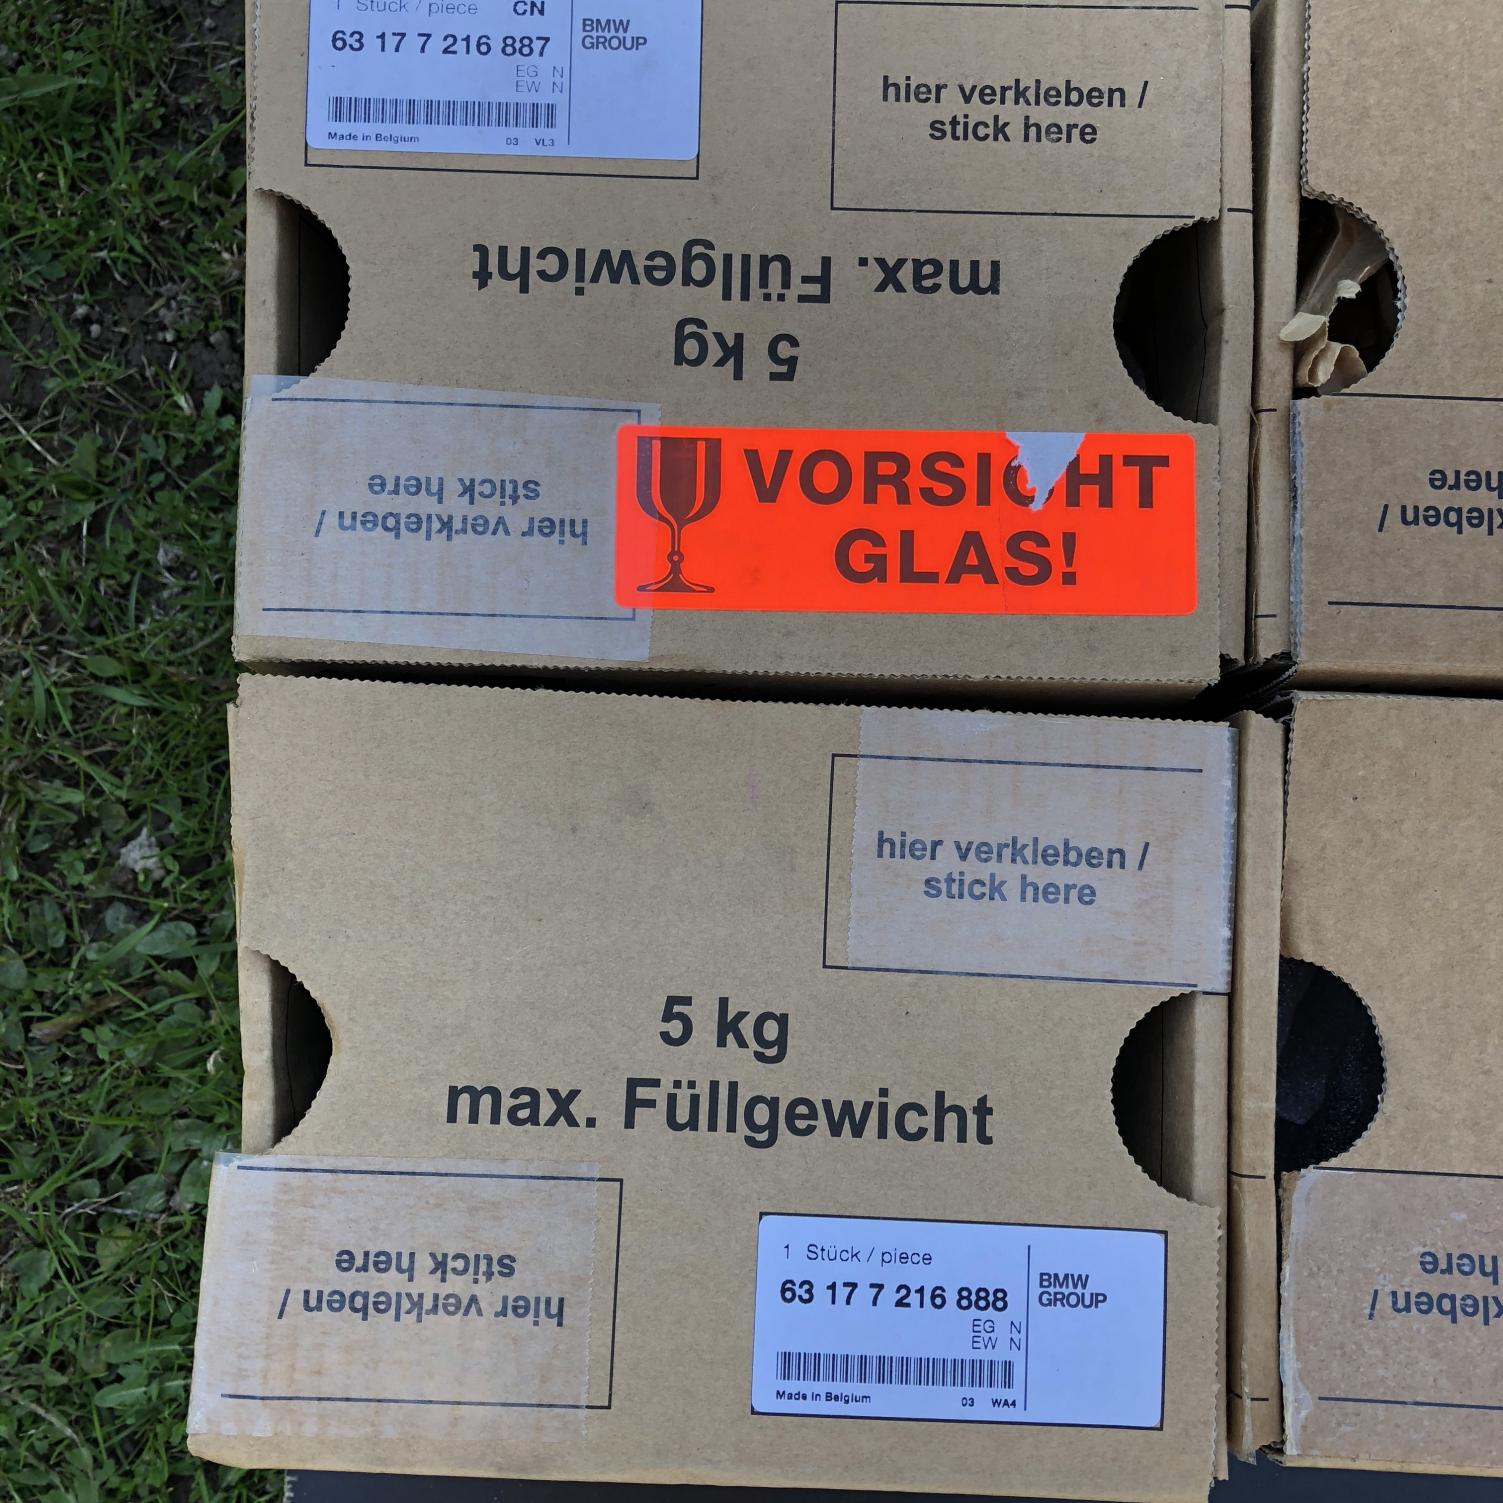 1 Stück / piece CN
63 17 7 216 887
BMW
GROUP
EG N
EW N
Made in Belgium 03 VL3
hier verkleben /
stick here
5 kg
max. Füllgewicht
hier verkleben /
stick here
VORSICHT
GLAS!
here
/
hier verkleben /
stick here
5 kg
max. Füllgewicht
hier verkleben /
stick here
1 Stück / piece
63 17 7 216 888
BMW
GROUP
EG N
EW N
Made in Belgium 03 WA4
here
/